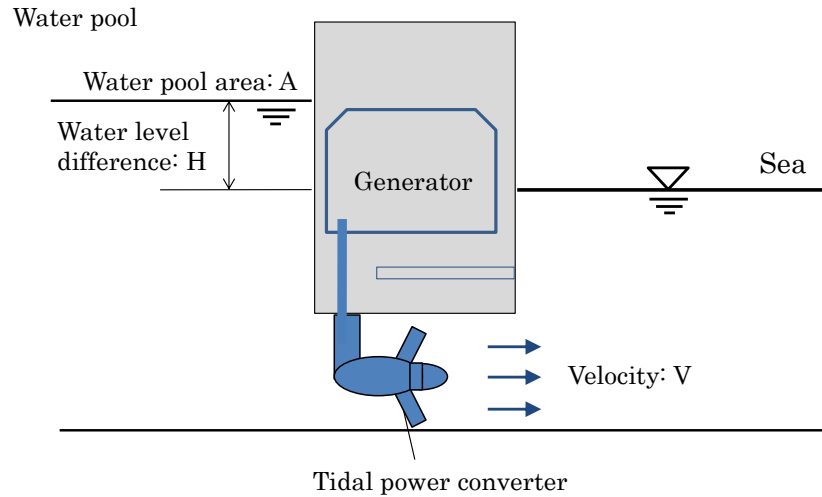 Water pool
Water pool area: A
Water level
difference: H
Generator
Sea
Velocity: V
Tidal power converter